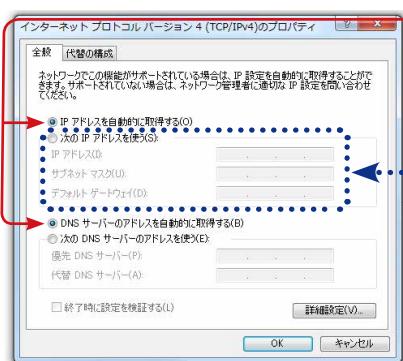 インターネット プロトコル バージョン 4 (TCP/IPv4)のプロパティ
全般 代替の構成
ネットワークでこの機能がサポートされている場合は、IP 設定を自動的に取得することがで
きます。サポートされていない場合は、ネットワーク管理者に適切な IP 設定を問い合わせ
てください。
IP アドレスを自動的に取得する(O)
次の IP アドレスを使う(S):
IP アドレス(I):
サブネット マスク(U):
デフォルト ゲートウェイ(D):
DNS サーバーのアドレスを自動的に取得する(B)
次の DNS サーバーのアドレスを使う(E):
優先 DNS サーバー(P):
代替 DNS サーバー(A):
終了時に設定を検証する(L)
詳細設定(V)...
OK キャンセル